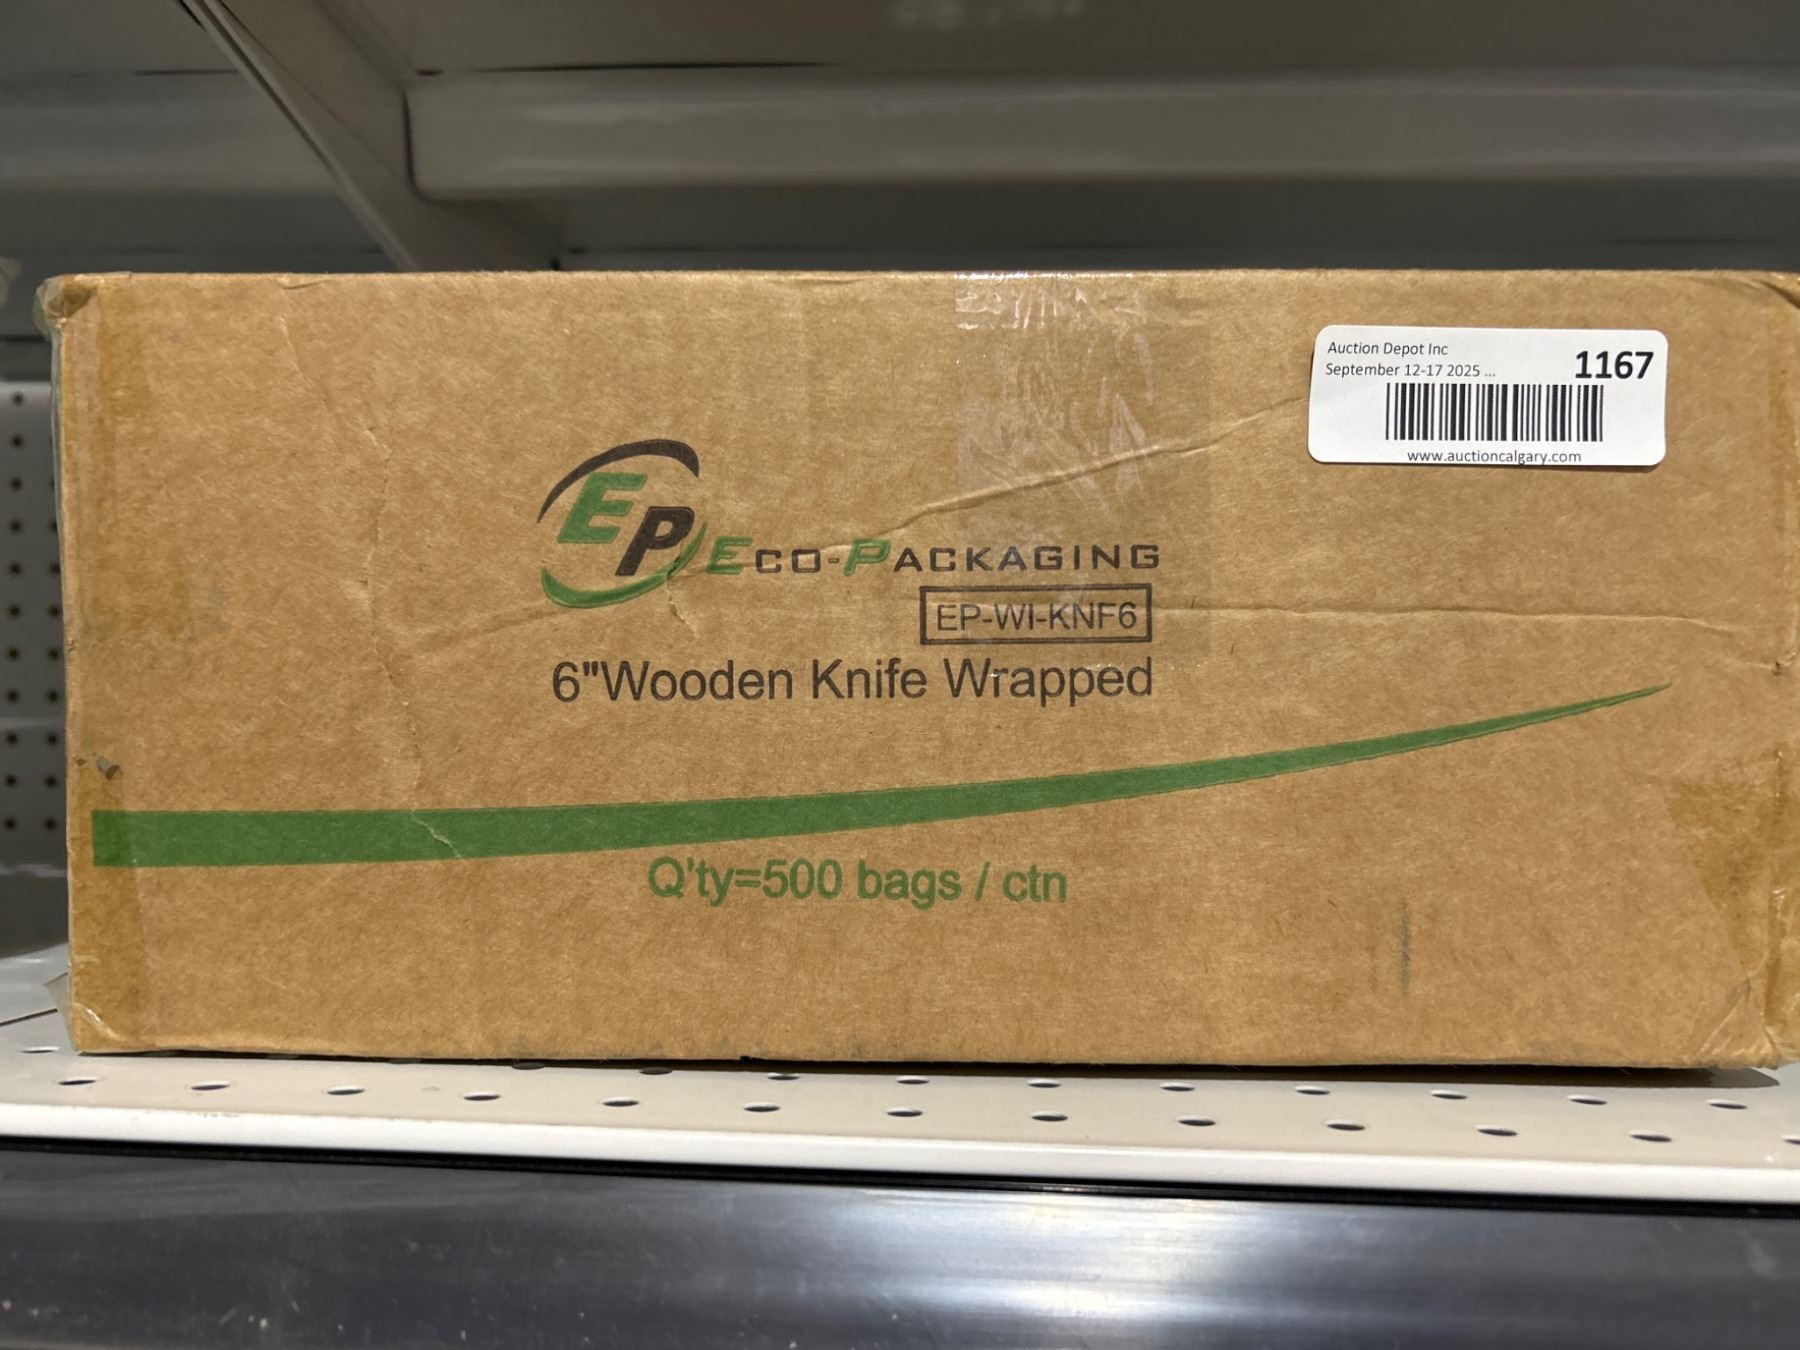 Auction Depot Inc
September 12-17 2025 ...
1167
www.auctioncalgary.com
EP ECO-PACKAGING
EP-WI-KNF6
6"Wooden Knife Wrapped
Q'ty=500 bags / ctn